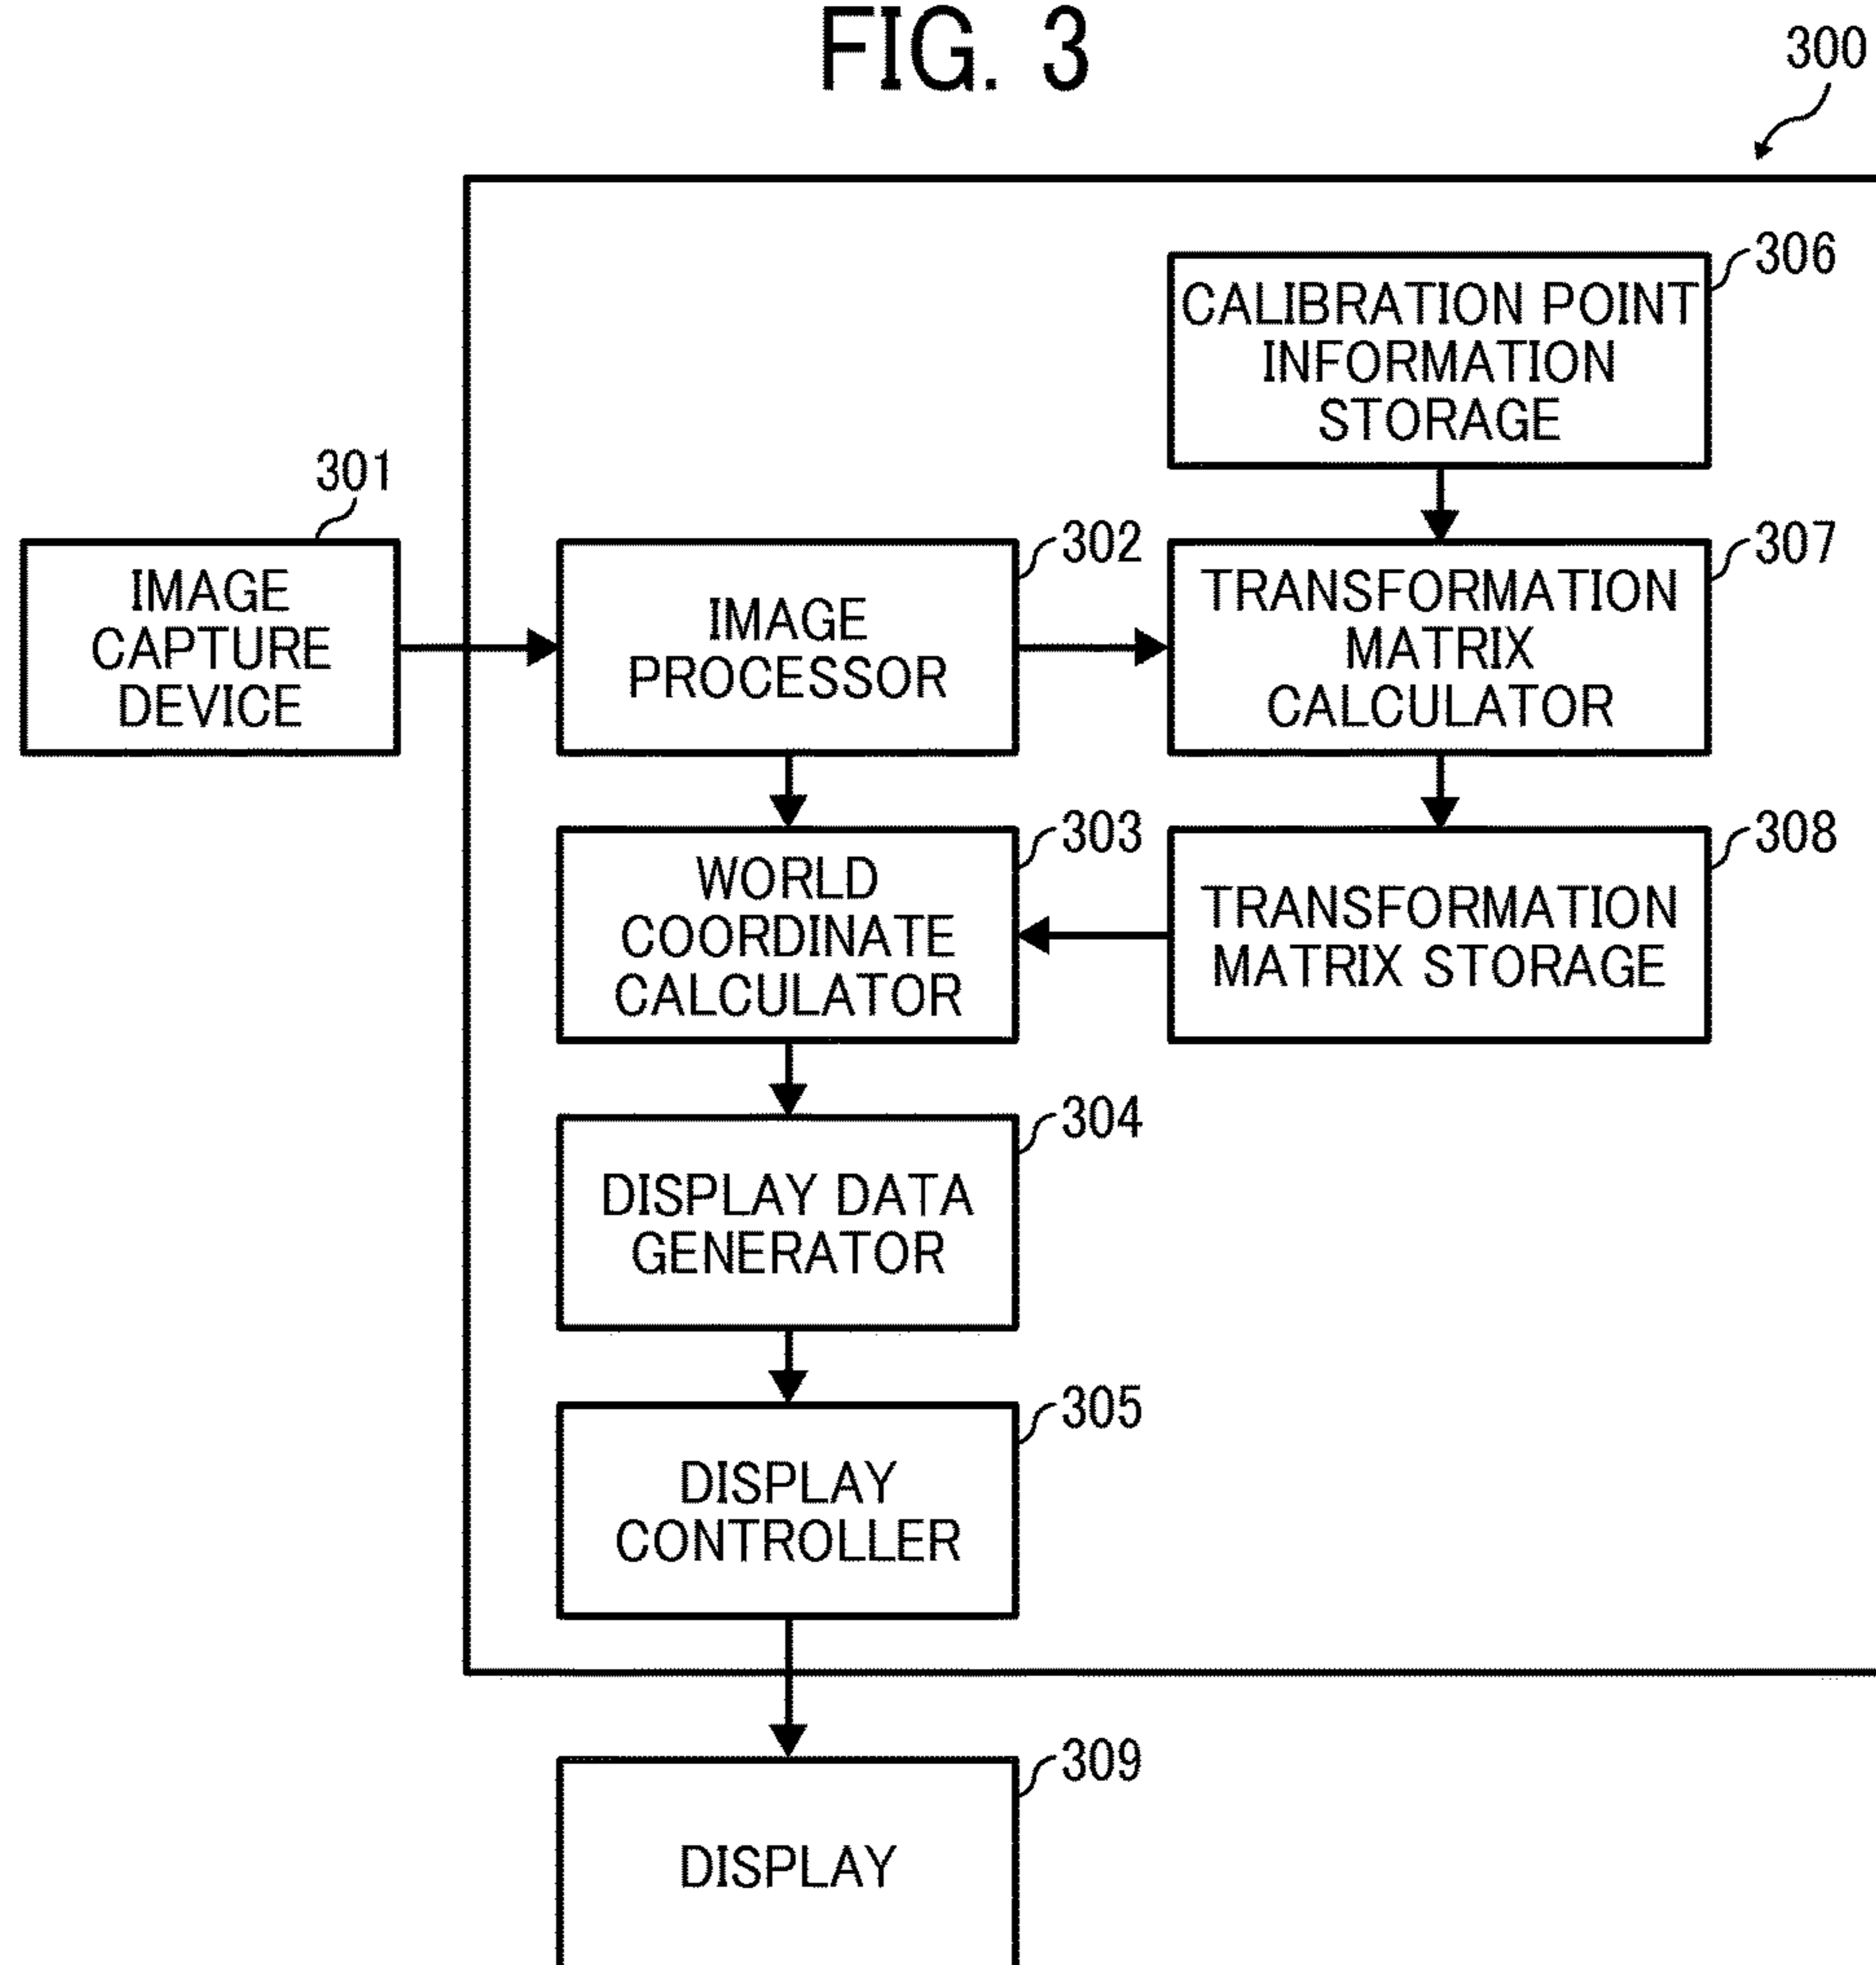 FIG. 3
300
306
CALIBRATION POINT
INFORMATION
STORAGE
301
IMAGE
CAPTURE
DEVICE
302
IMAGE
PROCESSOR
307
TRANSFORMATION
MATRIX
CALCULATOR
303
WORLD
COORDINATE
CALCULATOR
308
TRANSFORMATION
MATRIX STORAGE
304
DISPLAY DATA
GENERATOR
305
DISPLAY
CONTROLLER
309
DISPLAY